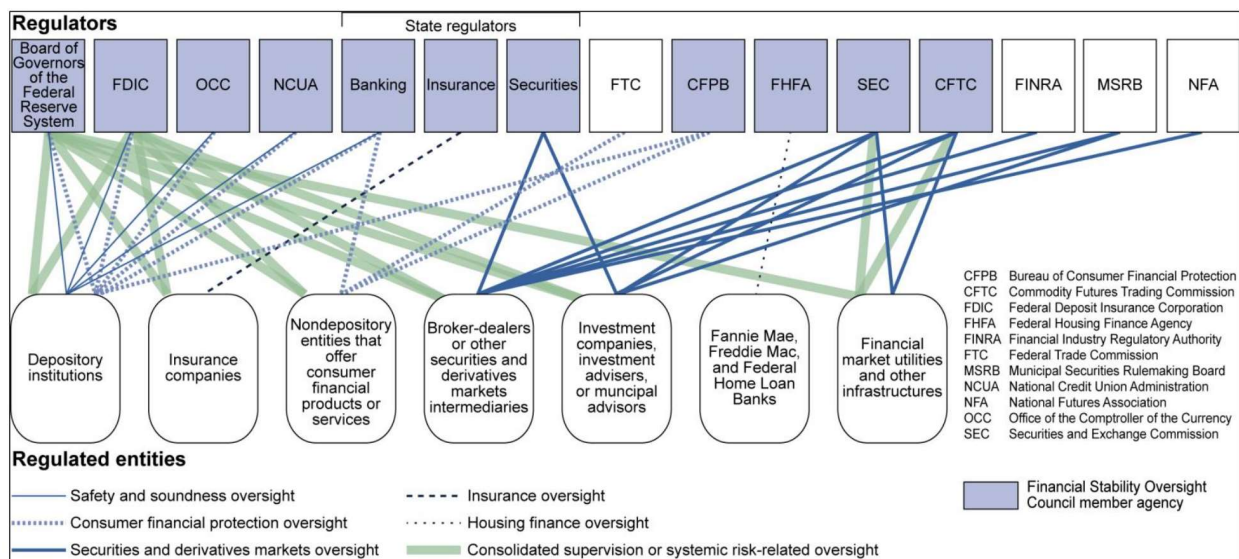 Regulators
State regulators
Board of
Governors
of the
Federal
Reserve
System
FDIC
OCC
NCUA
Banking
Insurance
Securities
FTC
CFPB
FHFA
SEC
CFTC
FINRA
MSRB
NFA
Depository
institutions
Insurance
companies
Nondepository
entities that
offer
consumer
financial
products or
services
Broker-dealers
or other
securities and
derivatives
markets
intermediaries
Investment
companies,
investment
advisers,
or muncipal
advisors
Fannie Mae,
Freddie Mac,
and Federal
Home Loan
Banks
Financial
market utilities
and other
infrastructures
CFPB Bureau of Consumer Financial Protection
CFTC Commodity Futures Trading Commission
FDIC Federal Deposit Insurance Corporation
FHFA Federal Housing Finance Agency
FINRA Financial Industry Regulatory Authority
FTC Federal Trade Commission
MSRB Municipal Securities Rulemaking Board
NCUA National Credit Union Administration
NFA National Futures Association
OCC Office of the Comptroller of the Currency
SEC Securities and Exchange Commission
Regulated entities
Safety and soundness oversight
Consumer financial protection oversight
Securities and derivatives markets oversight
Insurance oversight
Housing finance oversight
Consolidated supervision or systemic risk-related oversight
Financial Stability Oversight
Council member agency